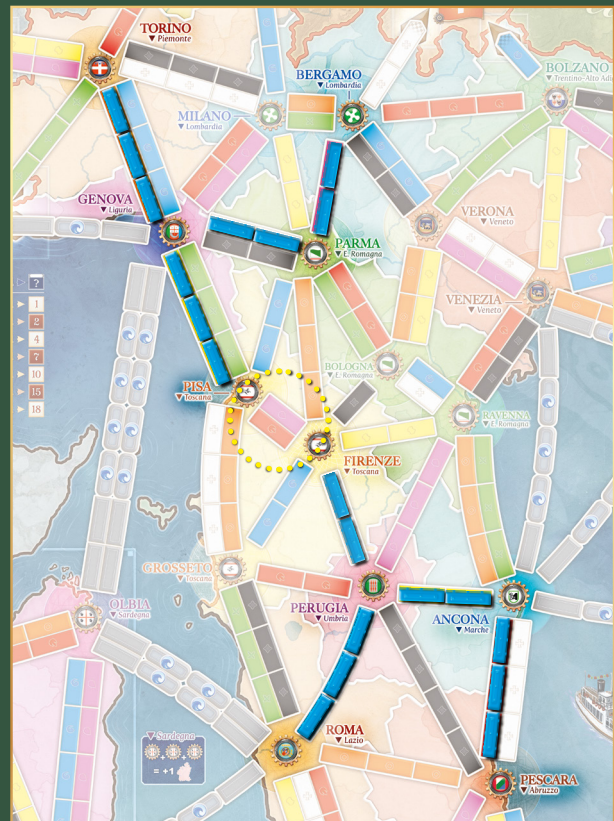 TORINO
▼ Piemonte
BERGAMO
▼ Lombardia
BOLZANO
▼ Trentino-Alto Adi
MILANO
▼ Lombardia
GENOVA
▼ Liguria
VERONA
▼ Veneto
PARMA
▼ E. Romagna
?
1
2
4
7
10
15
18
VENEZIA
▼ Veneto
BOLOGNA
▼ E. Romagna
PISA
▼ Toscana
RAVENNA
▼ E. Romagna
FIRENZE
▼ Toscana
GROSSETO
▼ Toscana
OLBIA
▼ Sardegna
PERUGIA
▼ Umbria
ANCONA
▼ Marche
ROMA
▼ Lazio
▼ Sardegna
= +1
PESCARA
▼ Abruzzo